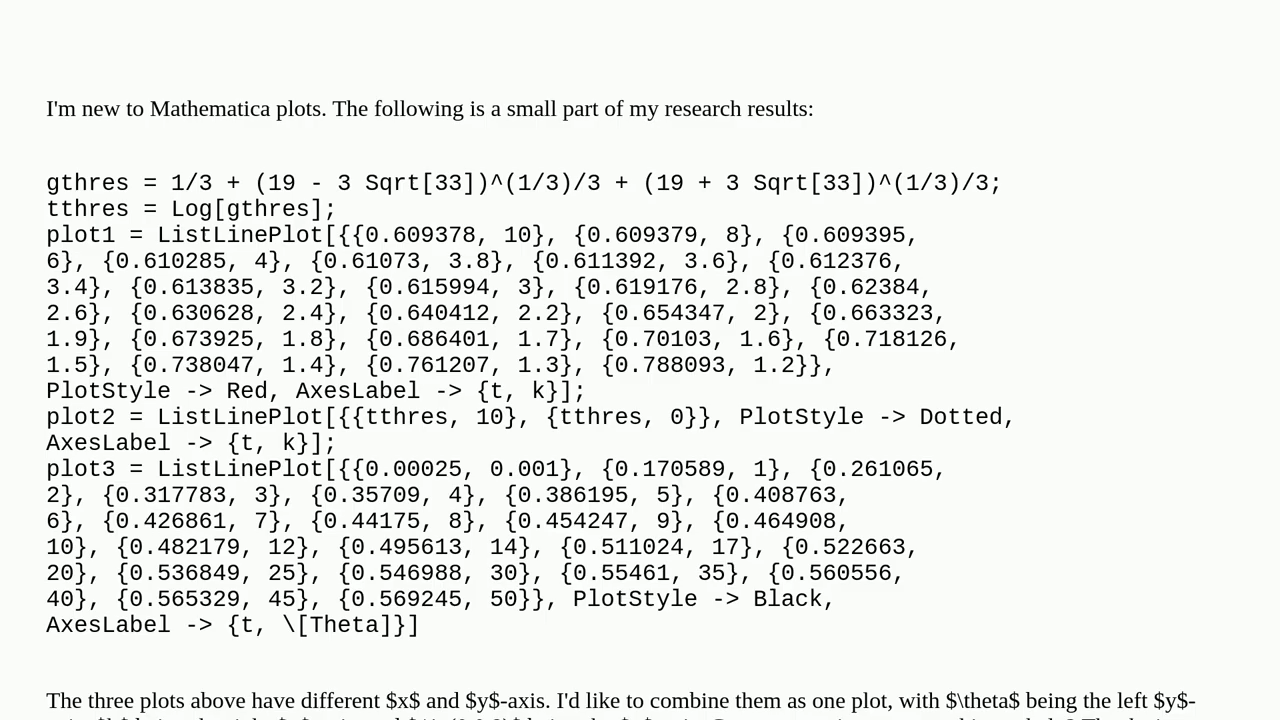 I'm new to Mathematica plots. The following is a small part of my research results:
gthres = 1/3 + (19 - 3 Sqrt[33])^(1/3)/3 + (19 + 3 Sqrt[33])^(1/3)/3;
tthres = Log[gthres];
plot1 = ListLinePlot[{{0.609378, 10}, {0.609379, 8}, {0.609395,
6}, {0.610285, 4}, {0.61073, 3.8}, {0.611392, 3.6}, {0.612376,
3.4}, {0.613835, 3.2}, {0.615994, 3}, {0.619176, 2.8}, {0.62384,
2.6}, {0.630628, 2.4}, {0.640412, 2.2}, {0.654347, 2}, {0.663323,
1.9}, {0.673925, 1.8}, {0.686401, 1.7}, {0.70103, 1.6}, {0.718126,
1.5}, {0.738047, 1.4}, {0.761207, 1.3}, {0.788093, 1.2}},
PlotStyle -> Red, AxesLabel -> {t, k}];
plot2 = ListLinePlot[{{tthres, 10}, {tthres, 0}}, PlotStyle -> Dotted,
AxesLabel -> {t, k}];
plot3 = ListLinePlot[{{0.00025, 0.001}, {0.170589, 1}, {0.261065,
2}, {0.317783, 3}, {0.35709, 4}, {0.386195, 5}, {0.408763,
6}, {0.426861, 7}, {0.44175, 8}, {0.454247, 9}, {0.464908,
10}, {0.482179, 12}, {0.495613, 14}, {0.511024, 17}, {0.522663,
20}, {0.536849, 25}, {0.546988, 30}, {0.55461, 35}, {0.560556,
40}, {0.565329, 45}, {0.569245, 50}}, PlotStyle -> Black,
AxesLabel -> {t, \[Theta]}]
The three plots above have different $x$ and $y$-axis. I'd like to combine them as one plot, with $\theta$ being the left $y$-